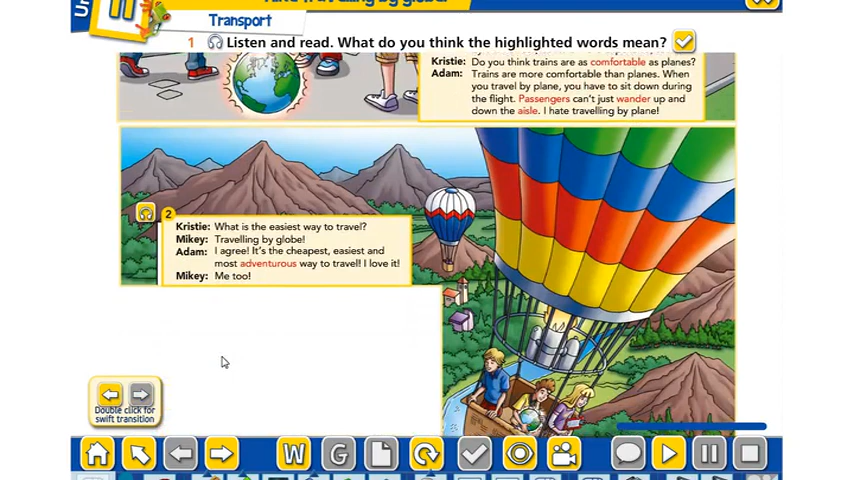 Transport
1 Listen and read. What do you think the highlighted words mean?
Kristie: Do you think trains are as comfortable as planes?
Adam: Trains are more comfortable than planes. When
you travel by plane, you have to sit down during
the flight. Passengers can't just wander up and
down the aisle. I hate travelling by plane!
2
Kristie: What is the easiest way to travel?
Mikey: Travelling by globe!
Adam: I agree! It's the cheapest, easiest and
most adventurous way to travel! I love it!
Mikey: Me too!
Double click for
swift transition
W G